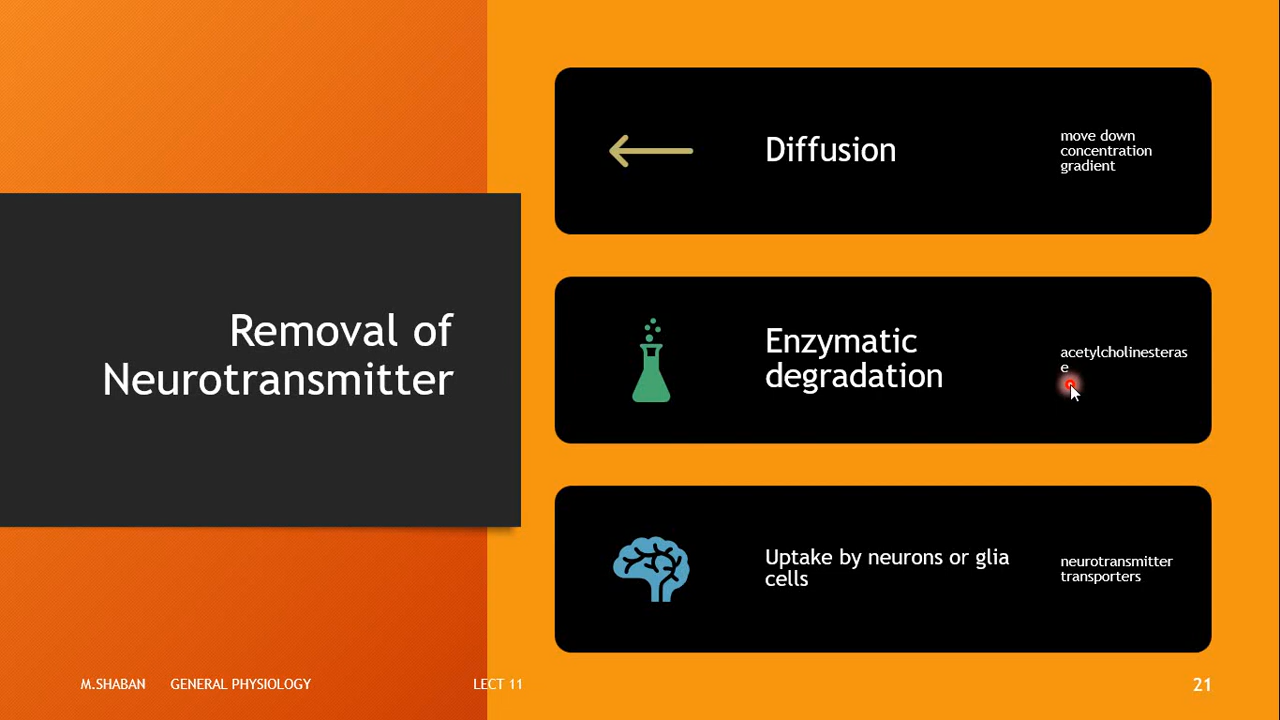 Removal of
Neurotransmitter
Diffusion
move down
concentration
gradient
Enzymatic
degradation
acetylcholinesteras
e
Uptake by neurons or glia
cells
neurotransmitter
transporters
M.SHABAN GENERAL PHYSIOLOGY LECT 11 21